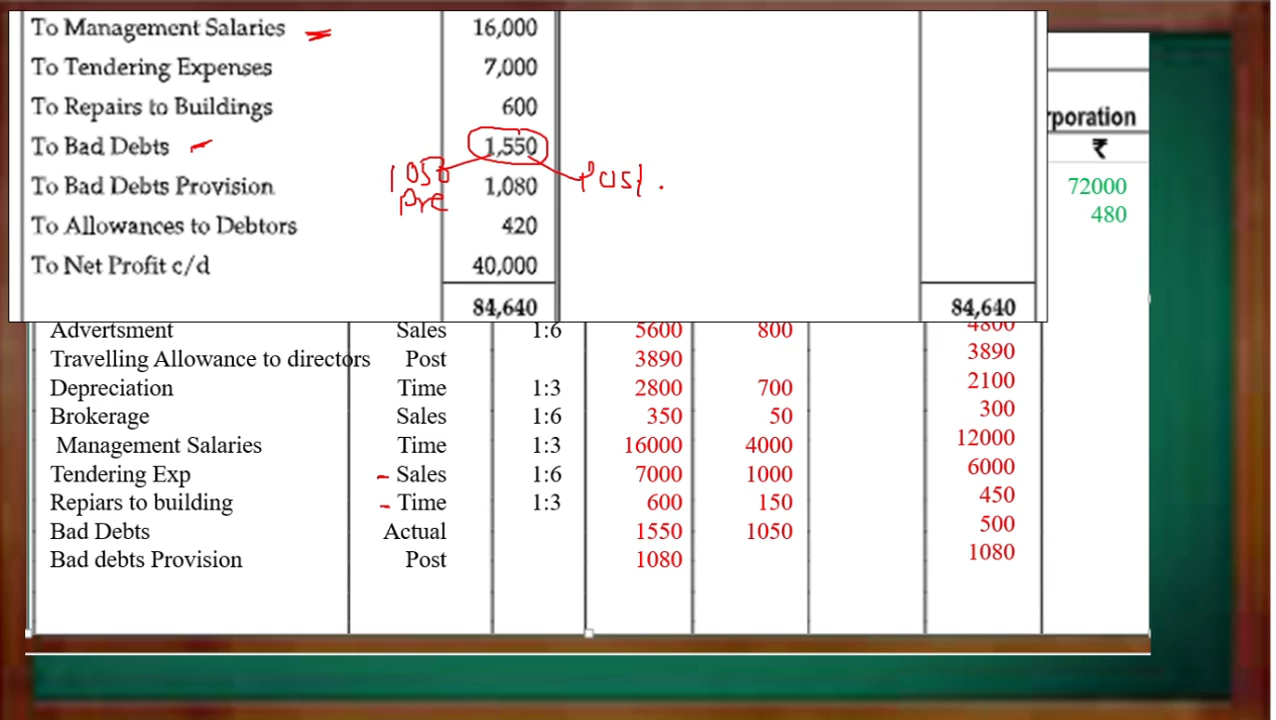 To Management Salaries 16,000
To Tendering Expenses 7,000
To Repairs to Buildings 600
To Bad Debts 1,550
1050 Pre Post.
To Bad Debts Provision 1,080
To Allowances to Debtors 420
To Net Profit c/d 40,000
84,640 84,640
rporation
₹
72000
480
Advertsment Sales 1:6 5600 800 4800
Travelling Allowance to directors Post 3890 3890
Depreciation Time 1:3 2800 700 2100
Brokerage Sales 1:6 350 50 300
Management Salaries Time 1:3 16000 4000 12000
Tendering Exp Sales 1:6 7000 1000 6000
Repiars to building Time 1:3 600 150 450
Bad Debts Actual 1550 1050 500
Bad debts Provision Post 1080 1080